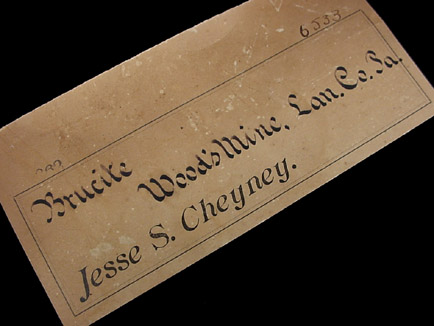 6533
Brucite
Wood's Mine, Lan. Co. Pa.
Jesse S. Cheyney.